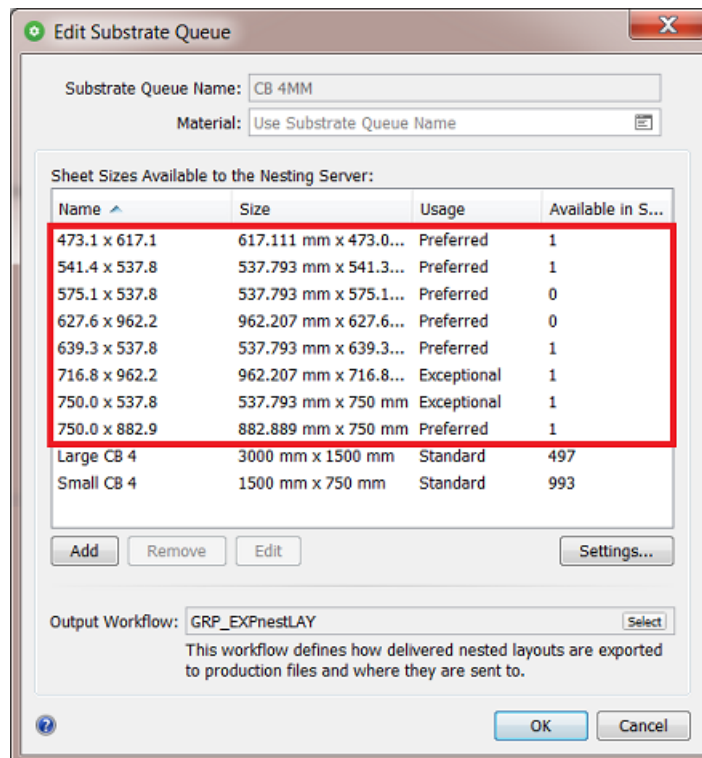 Edit Substrate Queue
Substrate Queue Name: CB 4MM
Material: Use Substrate Queue Name
Sheet Sizes Available to the Nesting Server:
Name Size Usage Available in S...
473.1 x 617.1 617.111 mm x 473.0... Preferred 1
541.4 x 537.8 537.793 mm x 541.3... Preferred 1
575.1 x 537.8 537.793 mm x 575.1... Preferred 0
627.6 x 962.2 962.207 mm x 627.6... Preferred 0
639.3 x 537.8 537.793 mm x 639.3... Preferred 1
716.8 x 962.2 962.207 mm x 716.8... Exceptional 1
750.0 x 537.8 537.793 mm x 750 mm Exceptional 1
750.0 x 882.9 882.889 mm x 750 mm Preferred 1
Large CB 4 3000 mm x 1500 mm Standard 497
Small CB 4 1500 mm x 750 mm Standard 993
Add Remove Edit Settings...
Output Workflow: GRP_EXPnestLAY Select
This workflow defines how delivered nested layouts are exported
to production files and where they are sent to.
OK Cancel